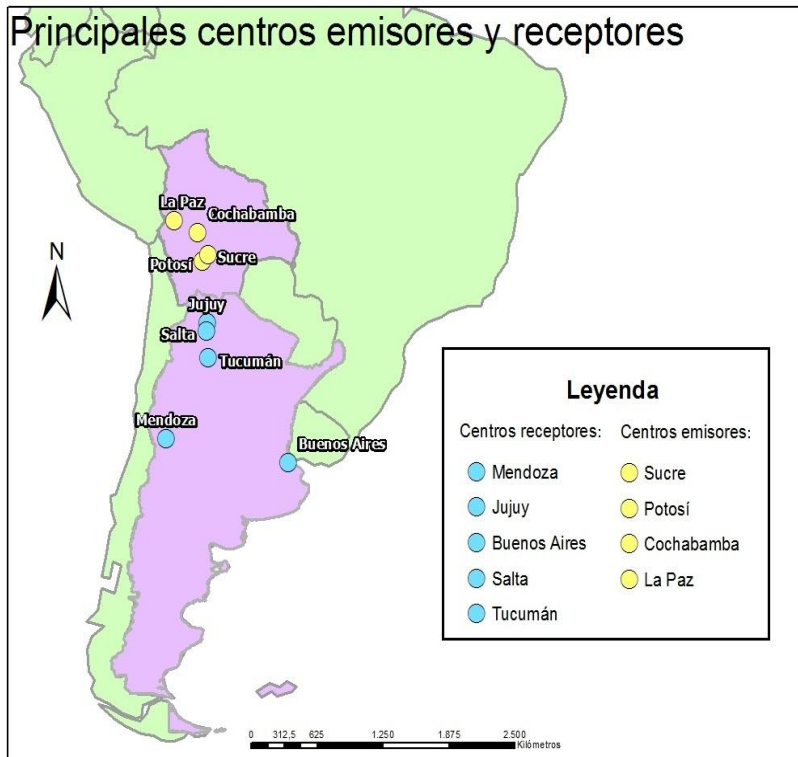 Principales centros emisores y receptores
La Paz
Cochabamba
N
Potosí
Sucre
Jujuy
Salta
Tucumán
Mendoza
Buenos Aires
Leyenda
Centros receptores:
Mendoza
Jujuy
Buenos Aires
Salta
Tucumán
Centros emisores:
Sucre
Potosí
Cochabamba
La Paz
0 312,5 625 1.250 1.875 2.500
Kilómetros